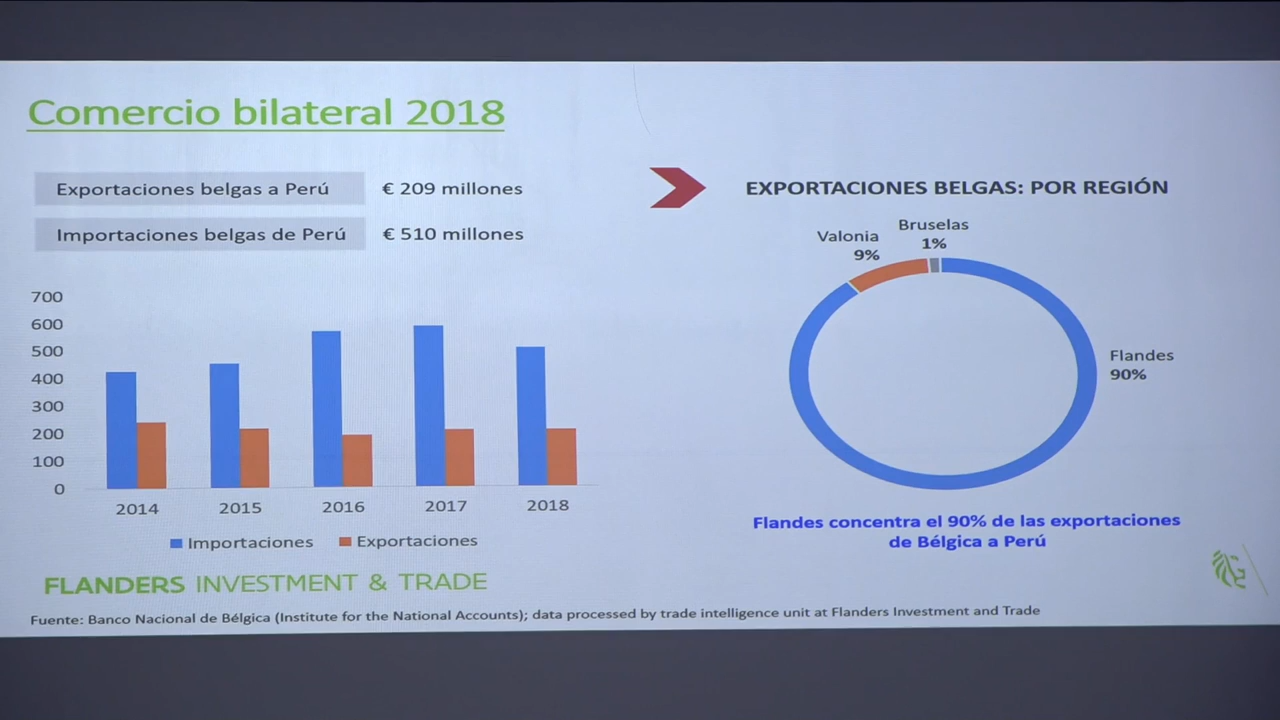 Comercio bilateral 2018
Exportaciones belgas a Perú € 209 millones
Importaciones belgas de Perú € 510 millones
700
600
500
400
300
200
100
0
2014 2015 2016 2017 2018
Importaciones Exportaciones
EXPORTACIONES BELGAS: POR REGIÓN
Bruselas
1%
Valonia
9%
Flandes
90%
Flandes concentra el 90% de las exportaciones
de Bélgica a Perú
FLANDERS INVESTMENT & TRADE
Fuente: Banco Nacional de Bélgica (Institute for the National Accounts); data processed by trade intelligence unit at Flanders Investment and Trade